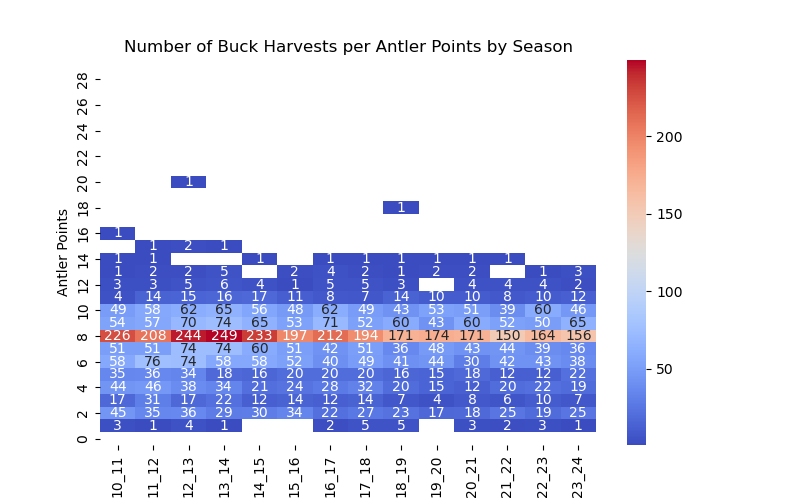 Number of Buck Harvests per Antler Points by Season
Antler Points
28
26
24
22
20 1
18 1
16 1
1 2 1
14 1 1 1 1 1 1 1 1 1
1 2 2 5 2 4 2 1 2 2 1 3
12 3 3 5 6 4 1 5 5 3 4 4 4 2
4 14 15 16 17 11 8 7 14 10 10 8 10 12
10 49 58 62 65 56 48 62 49 43 53 51 39 60 46
54 57 70 74 65 53 71 52 60 43 60 52 50 65
8 226 208 244 249 233 197 212 194 171 174 171 150 164 156
51 51 74 74 60 51 42 51 36 48 43 44 39 36
6 58 76 74 58 58 52 40 49 41 44 30 41 43 38
35 36 34 18 16 20 20 20 16 15 18 12 12 22
4 44 46 38 34 21 24 28 32 20 15 12 20 22 19
17 31 17 22 12 14 12 14 7 4 8 6 10 7
2 45 35 36 29 30 34 22 27 23 17 18 25 19 25
3 1 4 1 2 5 5 3 2 3 1
0
10_11 11_12 12_13 13_14 14_15 15_16 16_17 17_18 18_19 19_20 20_21 21_22 22_23 23_24
200
150
100
50